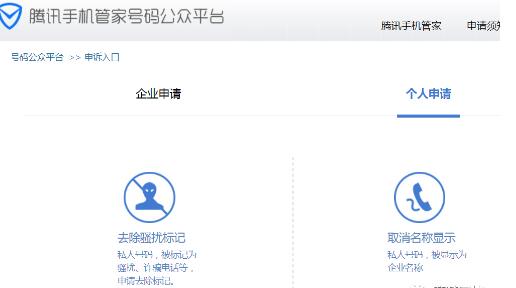 腾讯手机管家号码公众平台
腾讯手机管家 申请须知
号码公众平台 >> 申诉入口
企业申请 个人申请
去除骚扰标记 取消名称显示
私人号码，被标记为 私人号码，被显示为
骚扰、诈骗电话等， 企业名称
申请去除标记。